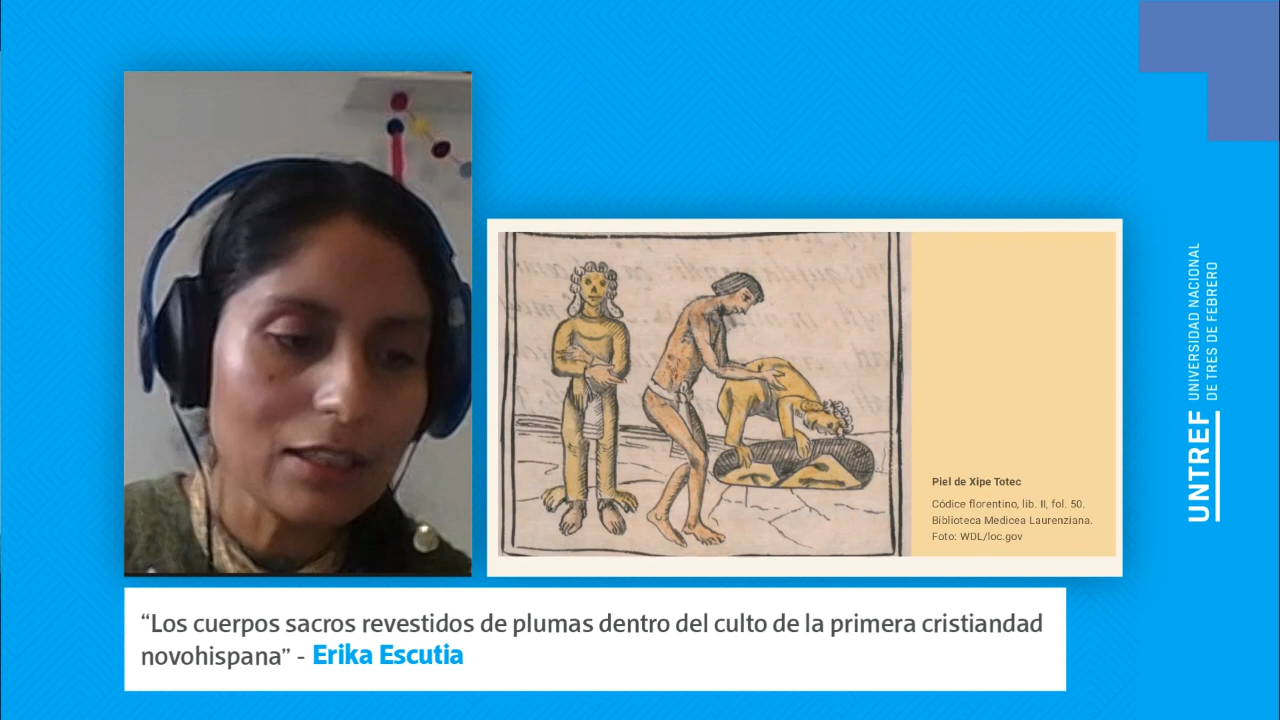 Piel de Xipe Totec
Códice florentino, lib. II, fol. 50.
Biblioteca Medicea Laurenziana.
Foto: WDL/loc.gov
UNTREF
UNIVERSIDAD NACIONAL
DE TRES DE FEBRERO
“Los cuerpos sacros revestidos de plumas dentro del culto de la primera cristiandad
novohispana” - Erika Escutia